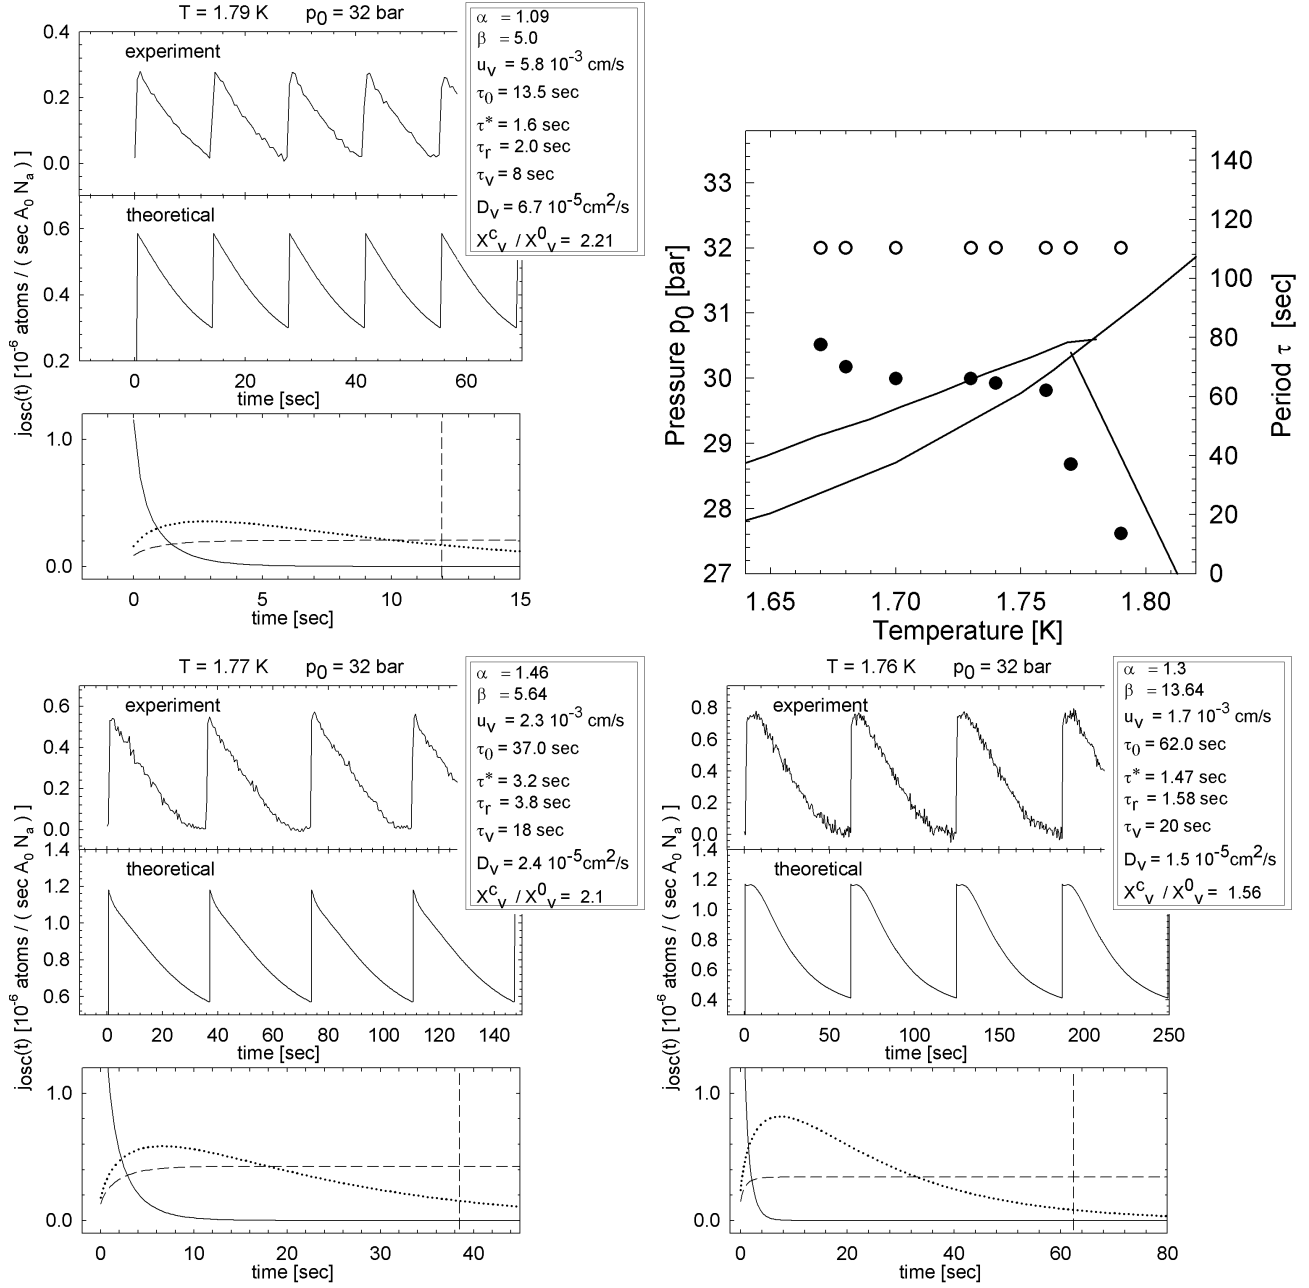 T = 1.79 K p0 = 32 bar
α = 1.09
β = 5.0
uv = 5.8 10-3 cm/s
τ0 = 13.5 sec
τ* = 1.6 sec
τr = 2.0 sec
τv = 8 sec
Dv = 6.7 10-5cm2/s
Xcv / X0v = 2.21
experiment
0.4
0.2
0.0
theoretical
0.6
0.4
0.2
0 20 40 60
time [sec]
josc(t) [10-6 atoms / ( sec A0 Na ) ]
1.0
0.0
0 5 10 15
time [sec]
33
32
31
30
29
28
27
Pressure p0 [bar]
140
120
100
80
60
40
20
0
Period τ [sec]
1.65 1.70 1.75 1.80
Temperature [K]
T = 1.77 K p0 = 32 bar
α = 1.46
β = 5.64
uv = 2.3 10-3 cm/s
τ0 = 37.0 sec
τ* = 3.2 sec
τr = 3.8 sec
τv = 18 sec
Dv = 2.4 10-5cm2/s
Xcv / X0v = 2.1
experiment
0.6
0.4
0.2
0.0
1.4
theoretical
1.2
1.0
0.8
0.6
0 20 40 60 80 100 120 140
time [sec]
josc(t) [10-6 atoms / ( sec A0 Na ) ]
1.0
0.0
0 10 20 30 40
time [sec]
T = 1.76 K p0 = 32 bar
α = 1.3
β = 13.64
uv = 1.7 10-3 cm/s
τ0 = 62.0 sec
τ* = 1.47 sec
τr = 1.58 sec
τv = 20 sec
Dv = 1.5 10-5cm2/s
Xcv / X0v = 1.56
experiment
0.8
0.6
0.4
0.2
0.0
1.4
theoretical
1.2
1.0
0.8
0.6
0.4
0 50 100 150 200 250
time [sec]
josc(t) [10-6 atoms / ( sec A0 Na ) ]
1.0
0.0
0 20 40 60 80
time [sec]